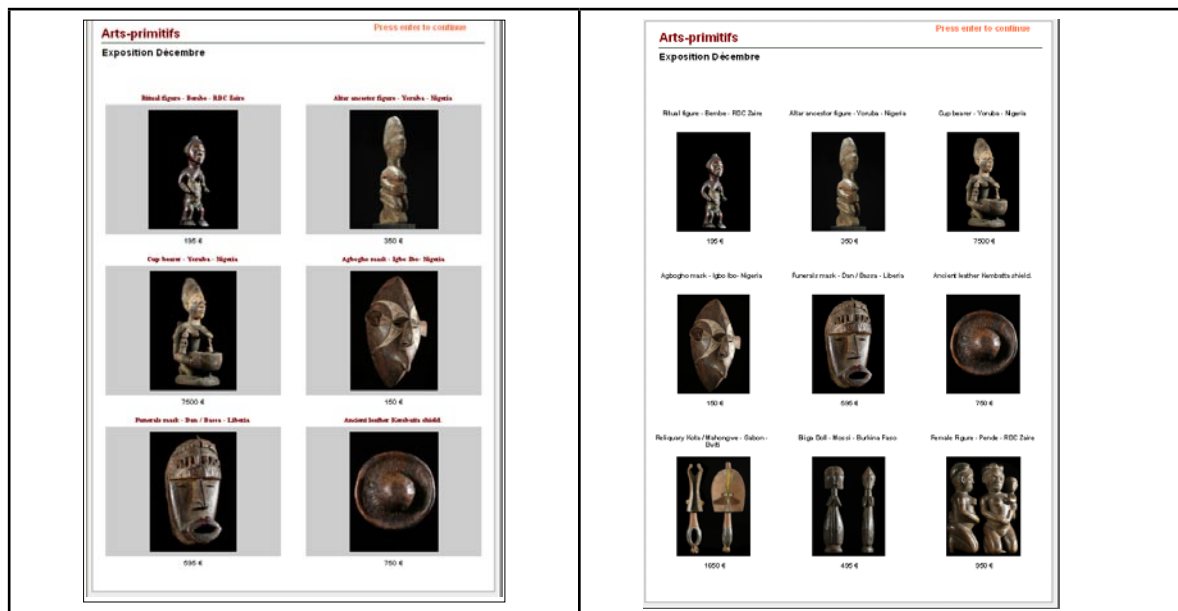 Press enter to continue
Arts-primitifs
Exposition Décembre
Ritual figure - Bembe - RDC Zaire
Altar ancestor figure - Yoruba - Nigeria
195 €
350 €
Cup bearer - Yoruba - Nigeria
Agbogho mask - Igbo Ibo- Nigeria
7500 €
150 €
Funerals mask - Dan / Bassa - Liberia
Ancient leather Kembatta shield.
595 €
750 €
Press enter to continue
Arts-primitifs
Exposition Décembre
Ritual figure - Bembe - RDC Zaire
Altar ancestor figure - Yoruba - Nigeria
Cup bearer - Yoruba - Nigeria
195 €
350 €
7500 €
Agbogho mask - Igbo Ibo- Nigeria
Funerals mask - Dan / Bassa - Liberia
Ancient leather Kembatta shield.
150 €
595 €
750 €
Reliquary Kota / Mahongwe - Gabon -
Biiga Doll - Mossi - Burkina Faso
Female Figure - Pende - RDC Zaire
1650 €
495 €
950 €